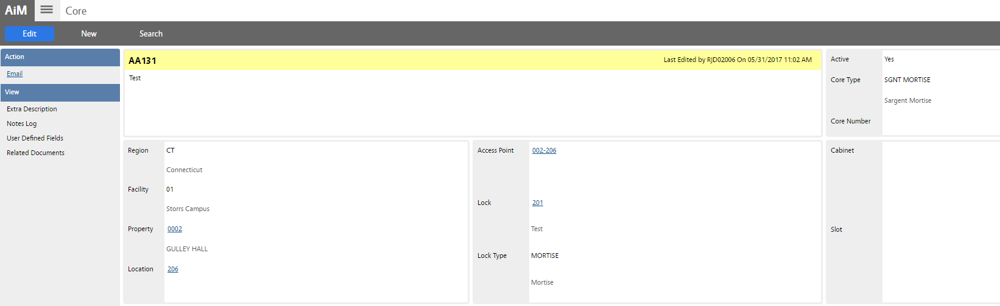 AiM Core
Edit New Search
Action
Email
View
Extra Description
Notes Log
User Defined Fields
Related Documents
AA131 Last Edited by RJD02006 On 05/31/2017 11:02 AM
Test
Active Yes
Core Type SGNT MORTISE
Sargent Mortise
Core Number
Region CT
Connecticut
Facility 01
Storrs Campus
Property 0002
GULLEY HALL
Location 206
Access Point 002-206
Lock 201
Test
Lock Type MORTISE
Mortise
Cabinet
Slot